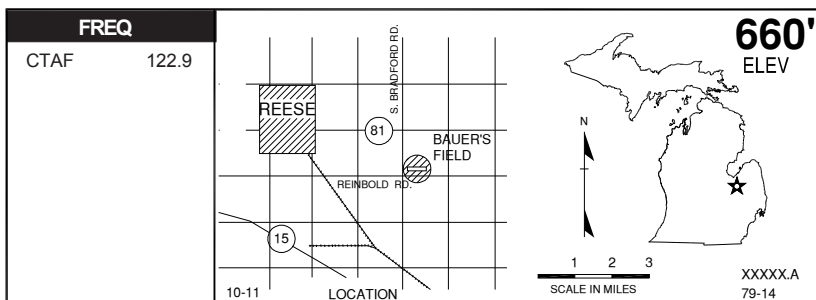 FREQ
CTAF 122.9
S. BRADFORD RD.
REESE
81
BAUER'S
FIELD
REINBOLD RD.
15
10-11
LOCATION
660'
ELEV
N
1 2 3
SCALE IN MILES
XXXXX.A
79-14